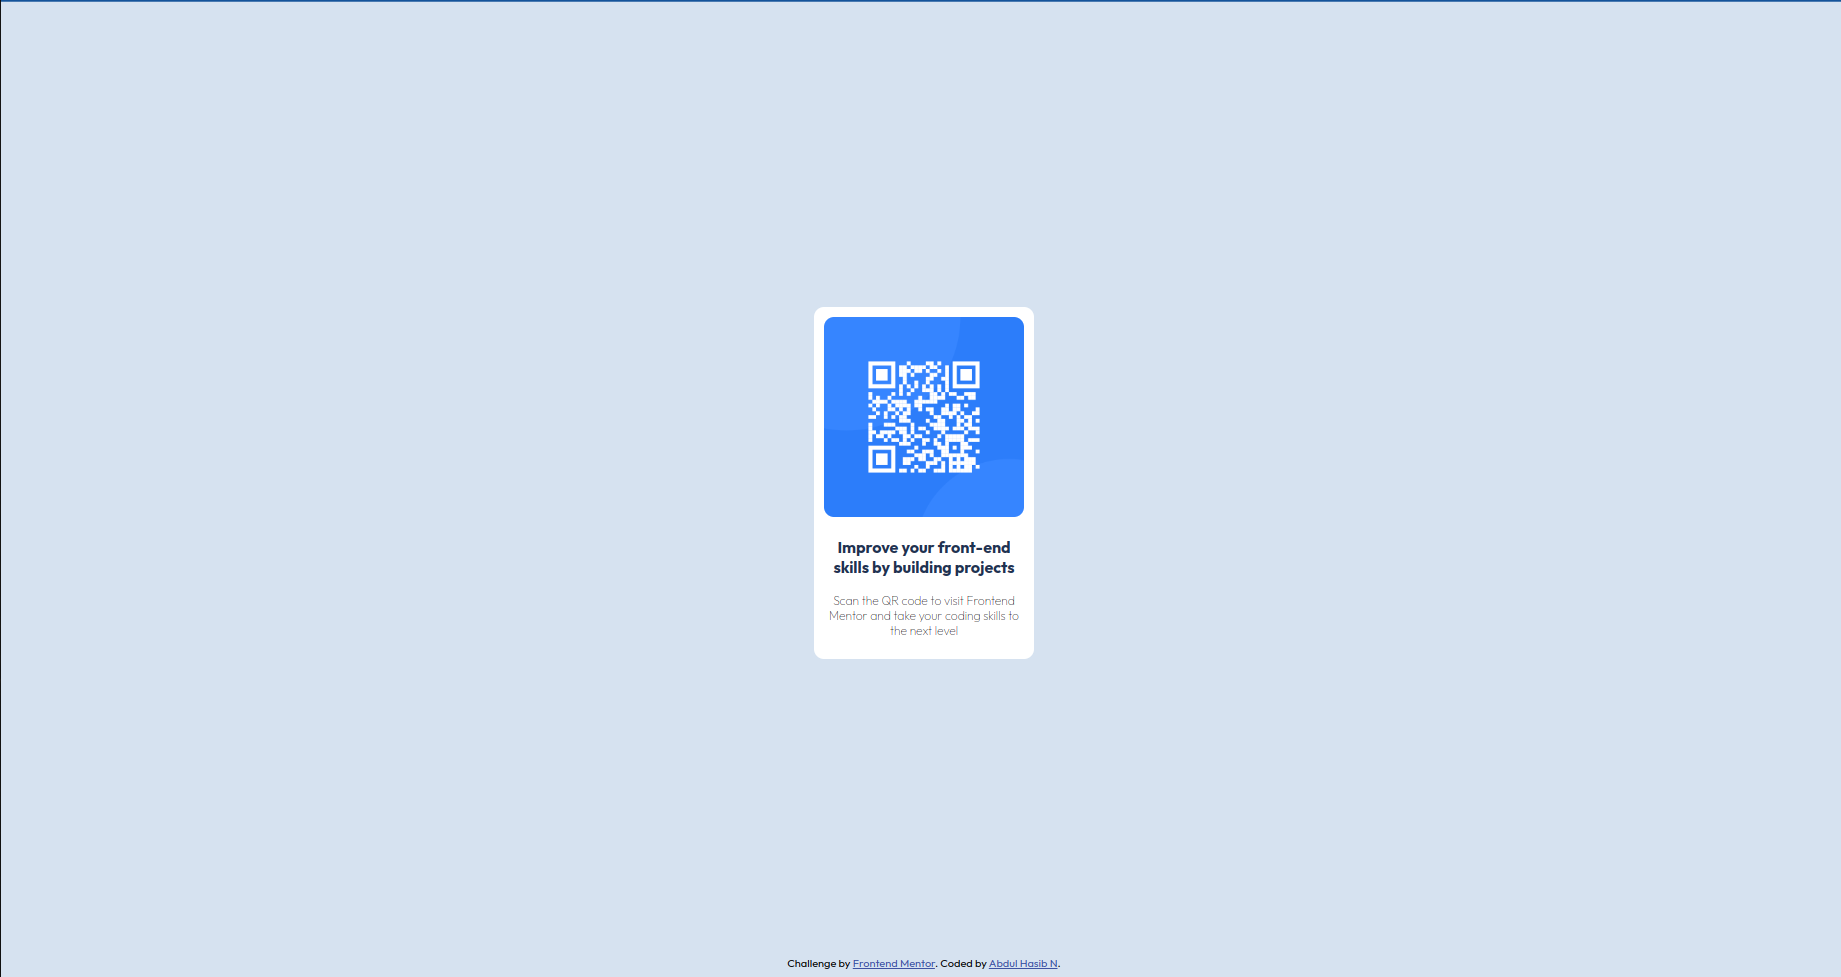 Improve your front-end
skills by building projects
Scan the QR code to visit Frontend
Mentor and take your coding skills to
the next level
Challenge by Frontend Mentor. Coded by Abdul Hasib N.